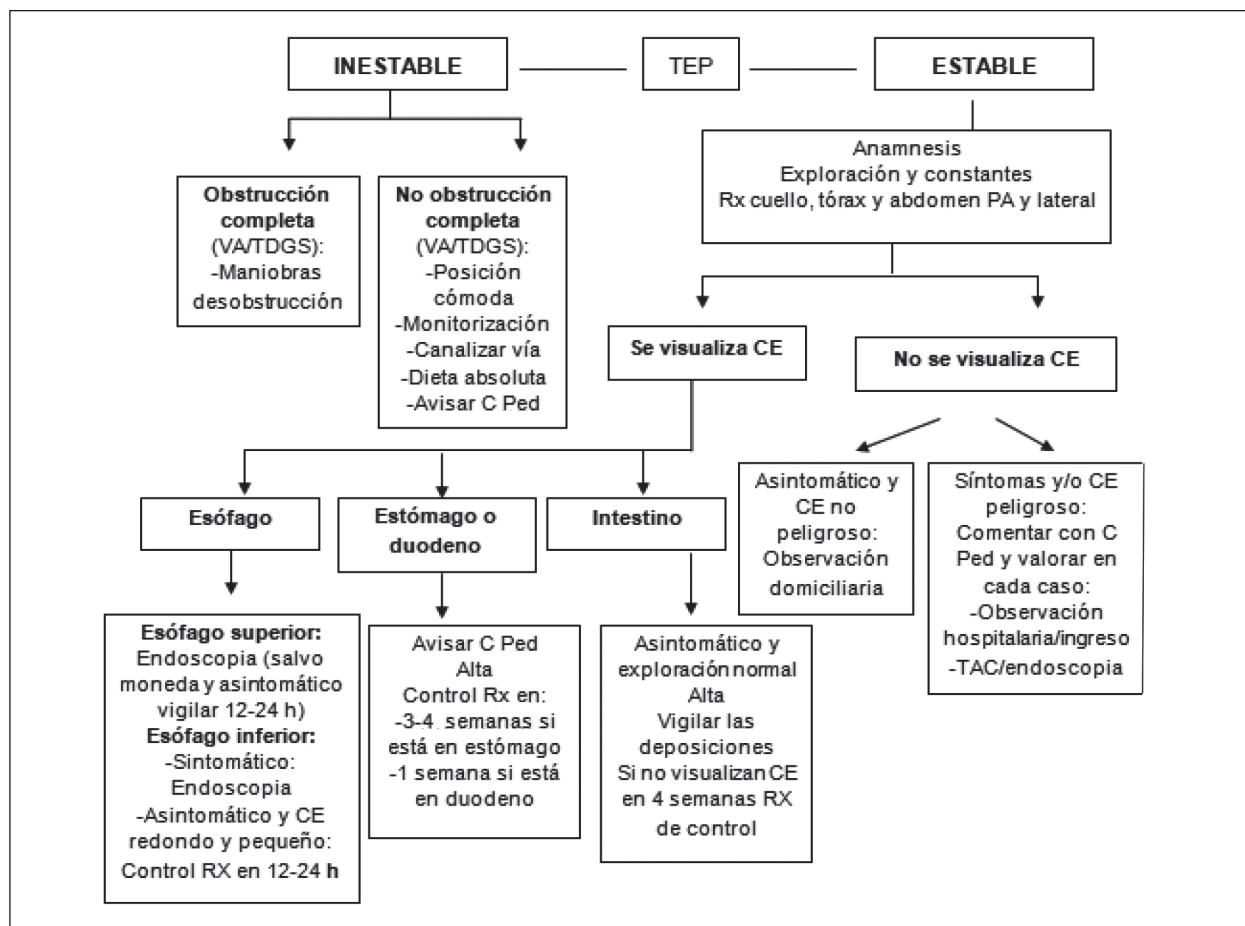 INESTABLE
TEP
ESTABLE
Anamnesis
Exploración y constantes
Rx cuello, tórax y abdomen PA y lateral
Obstrucción
completa
(VA/TDGS):
-Maniobras
desobstrucción
No obstrucción
completa
(VA/TDGS):
-Posición
cómoda
-Monitorización
-Canalizar vía
-Dieta absoluta
-Avisar C Ped
Se visualiza CE
No se visualiza CE
Esófago
Estómago o
duodeno
Intestino
Asintomático y
CE no
peligroso:
Observación
domiciliaria
Síntomas y/o CE
peligroso:
Comentar con C
Ped y valorar en
cada caso:
-Observación
hospitalaria/ingreso
-TAC/endoscopia
Esófago superior:
Endoscopia (salvo
moneda y asintomático
vigilar 12-24 h)
Esófago inferior:
-Sintomático:
Endoscopia
-Asintomático y CE
redondo y pequeño:
Control RX en 12-24 h
Avisar C Ped
Alta
Control Rx en:
-3-4 semanas si
está en estómago
-1 semana si está
en duodeno
Asintomático y
exploración normal
Alta
Vigilar las
deposiciones
Si no visualizan CE
en 4 semanas RX
de control